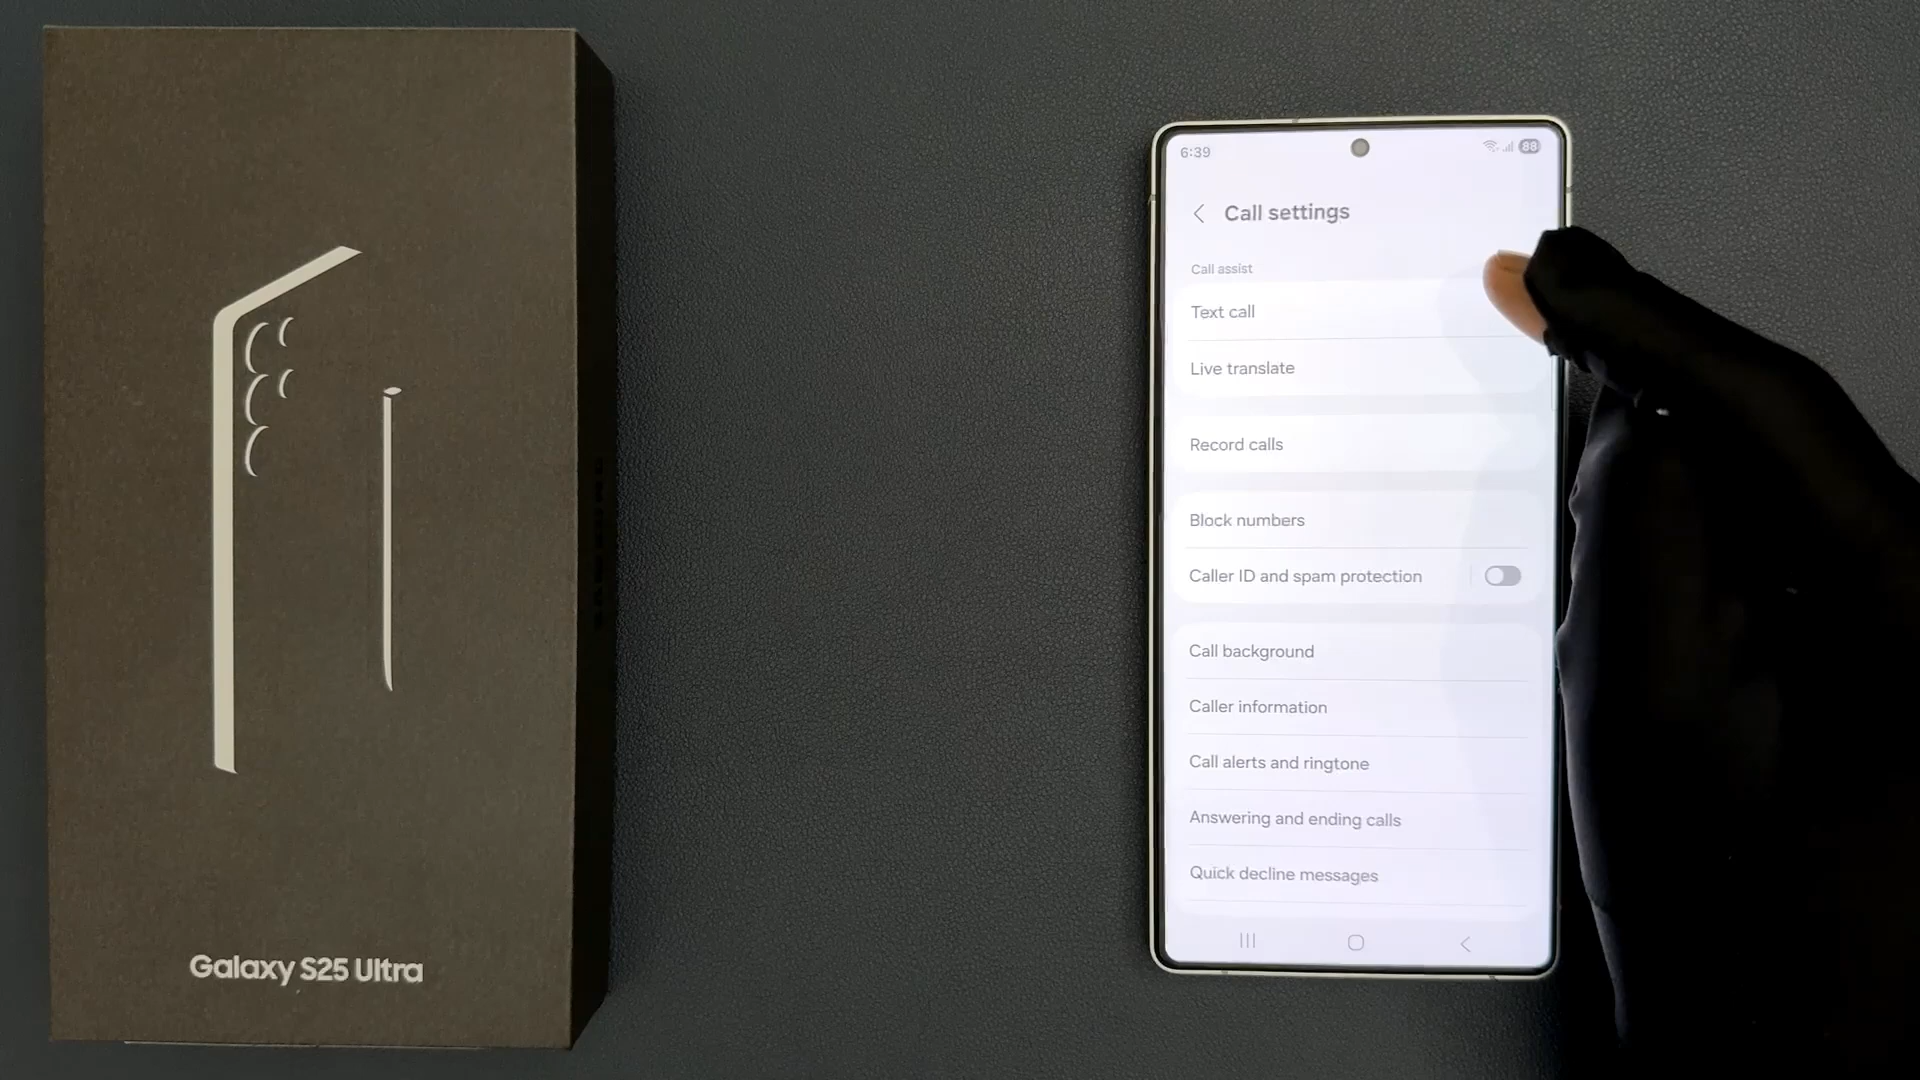 Galaxy S25 Ultra
6:39
88
Call settings
Call assist
Text call
Live translate
Record calls
Block numbers
Caller ID and spam protection
Call background
Caller information
Call alerts and ringtone
Answering and ending calls
Quick decline messages